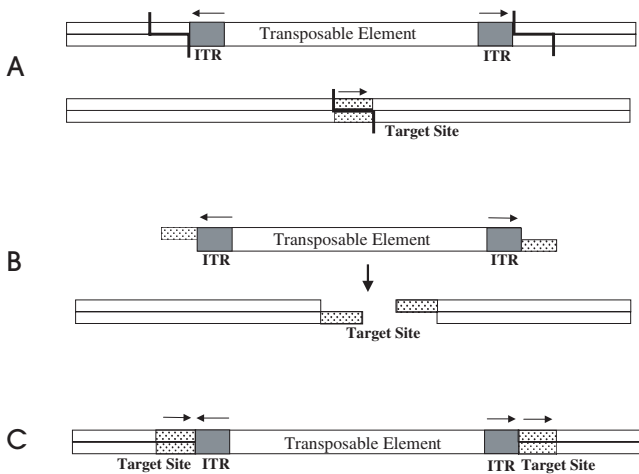 Transposable Element
ITR ITR
A
Target Site
Transposable Element
ITR ITR
B
Target Site
C
Transposable Element
Target Site ITR ITR Target Site